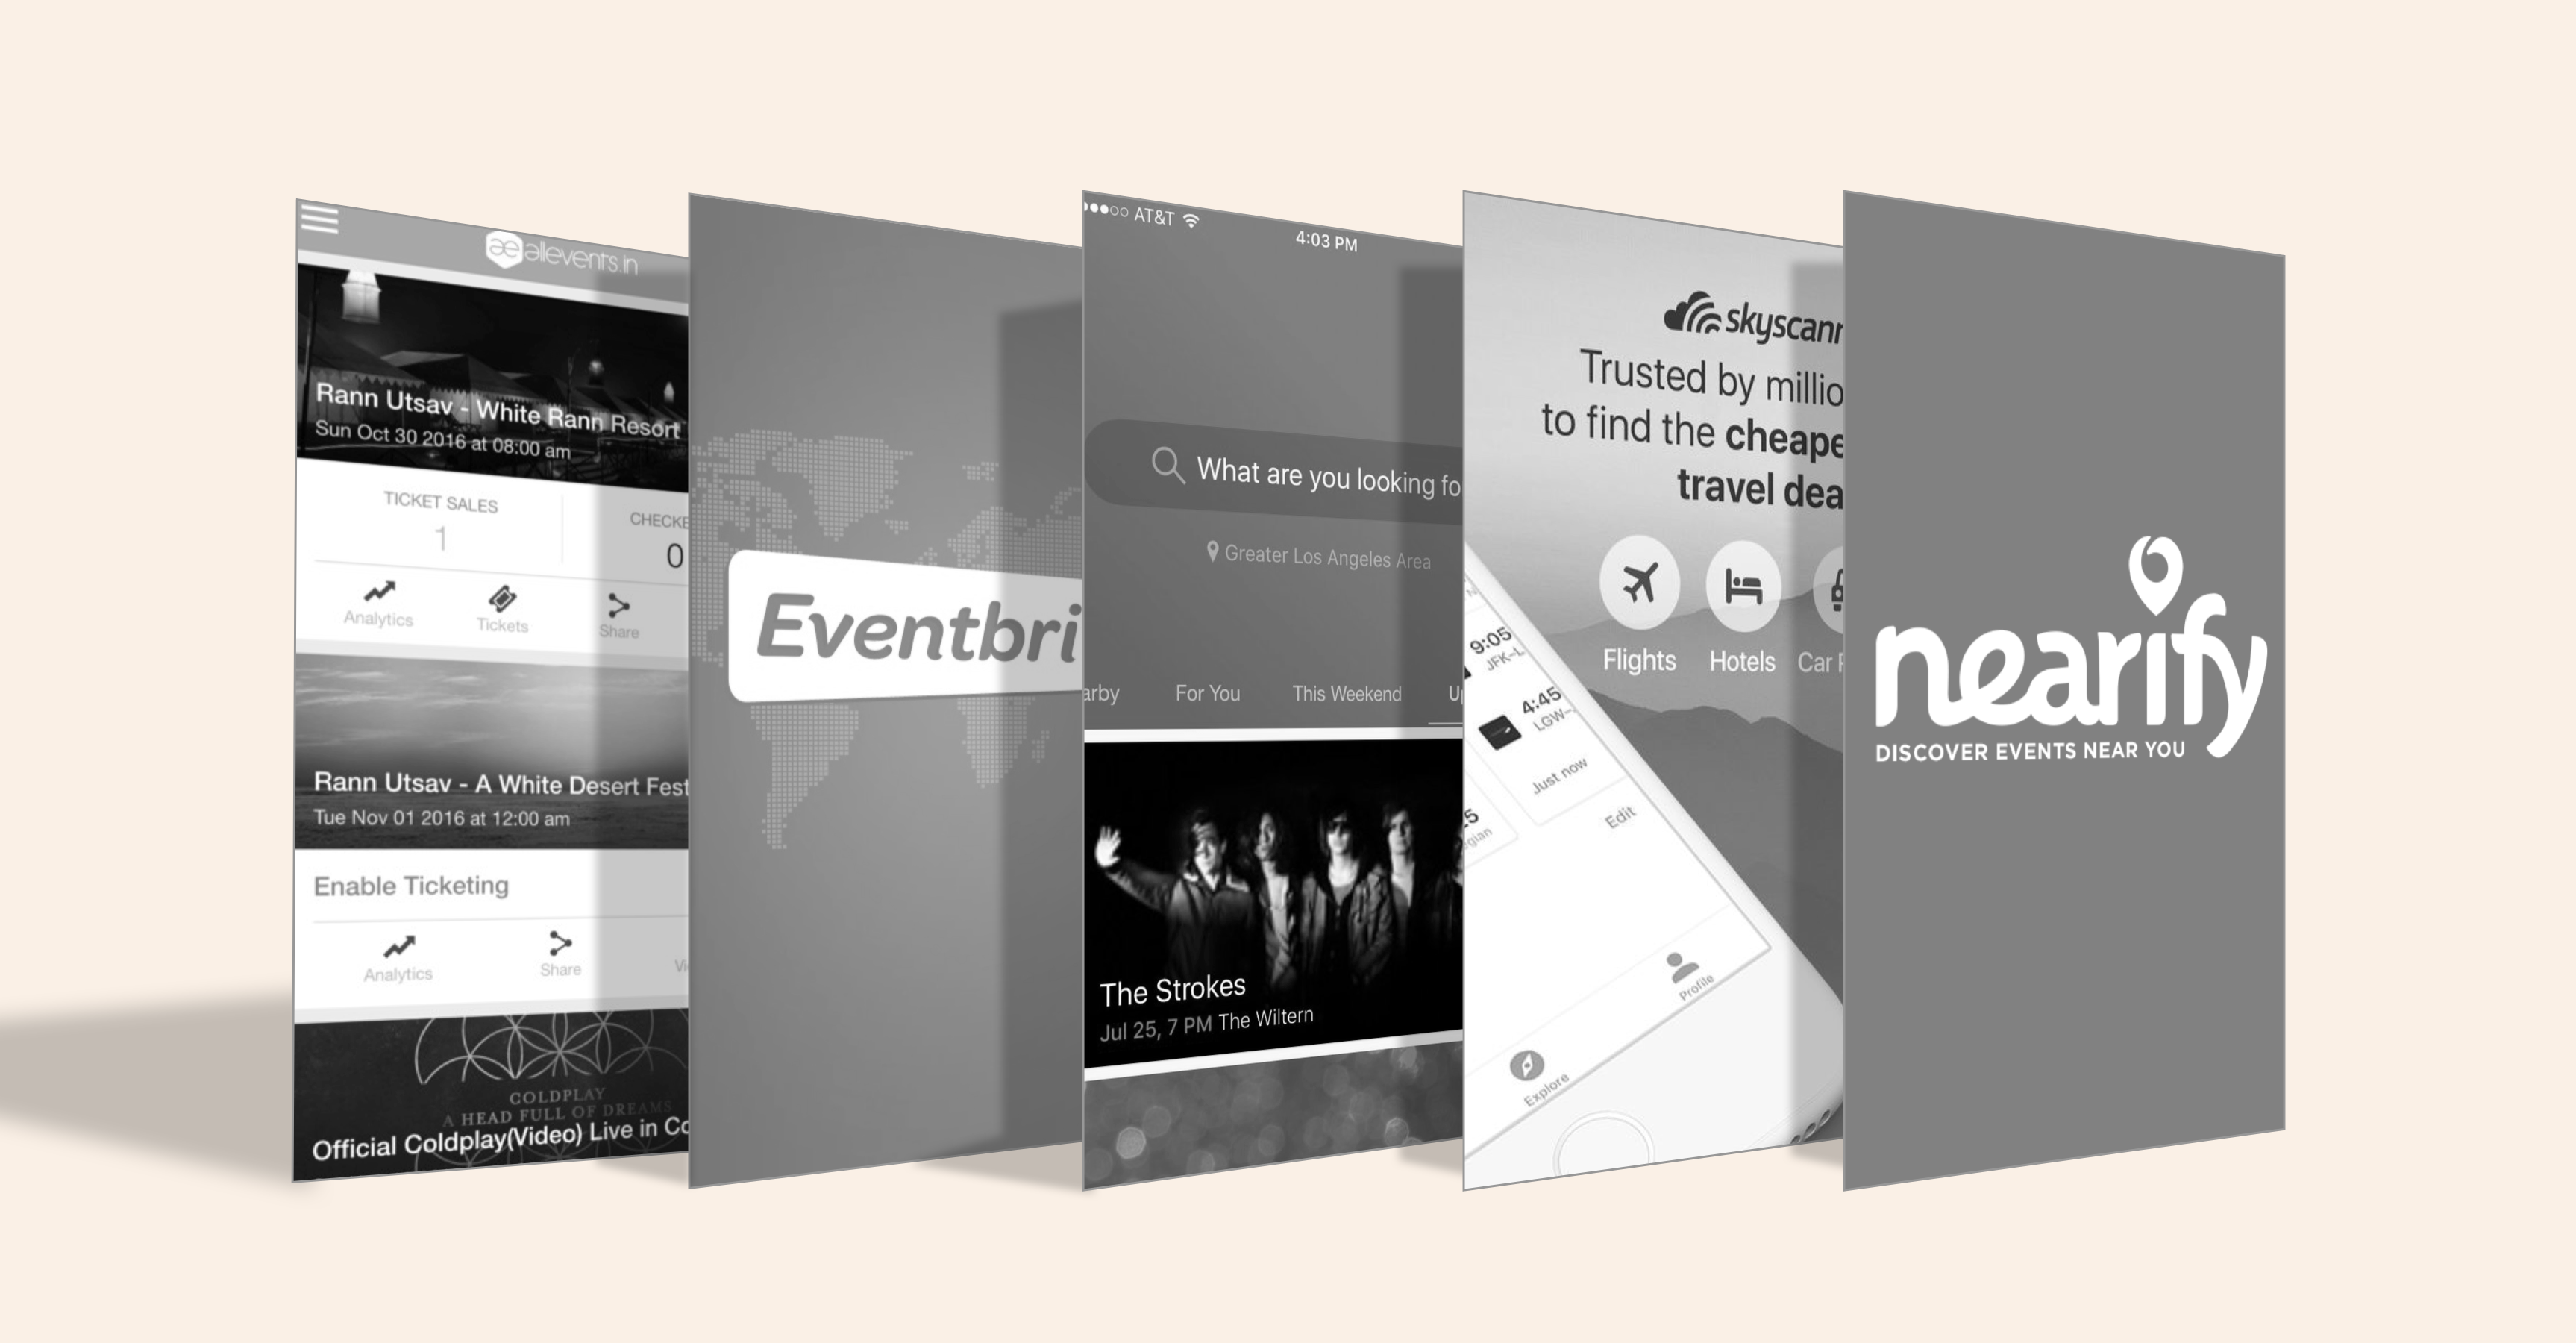 ae allevents.in
Rann Utsav - White Rann Resort
Sun Oct 30 2016 at 08:00 am
TICKET SALES
1
CHECKE
0
Analytics
Tickets
Share
Rann Utsav - A White Desert Fest
Tue Nov 01 2016 at 12:00 am
Enable Ticketing
Analytics
Share
Vi
COLDPLAY
A HEAD FULL OF DREAMS
Official Coldplay(Video) Live in Co
Eventbri
AT&T
4:03 PM
What are you looking fo
Greater Los Angeles Area
arby For You This Weekend Up
The Strokes
Jul 25, 7 PM The Wiltern
skyscann
Trusted by millio
to find the cheape
travel dea
Flights Hotels Car R
9:05
JFK-L
4:45
LGW-
Just now
Edit
Profile
Explore
nearify
DISCOVER EVENTS NEAR YOU